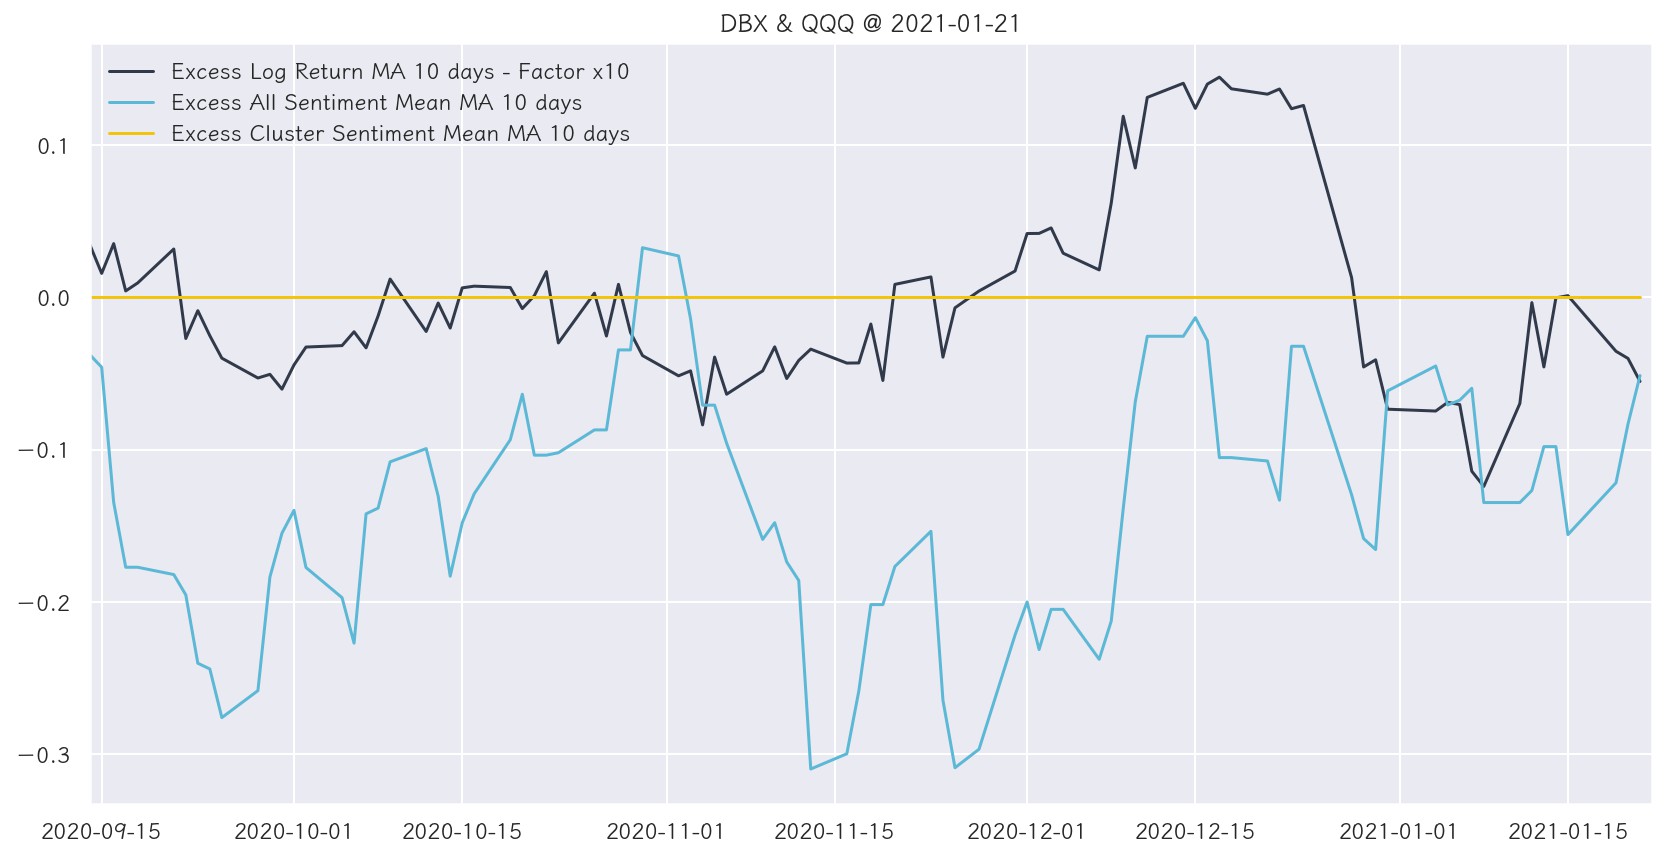 DBX & QQQ @ 2021-01-21
Excess Log Return MA 10 days - Factor x10
Excess All Sentiment Mean MA 10 days
Excess Cluster Sentiment Mean MA 10 days
0.1
0.0
−0.1
−0.2
−0.3
2020-09-15 2020-10-01 2020-10-15 2020-11-01 2020-11-15 2020-12-01 2020-12-15 2021-01-01 2021-01-15